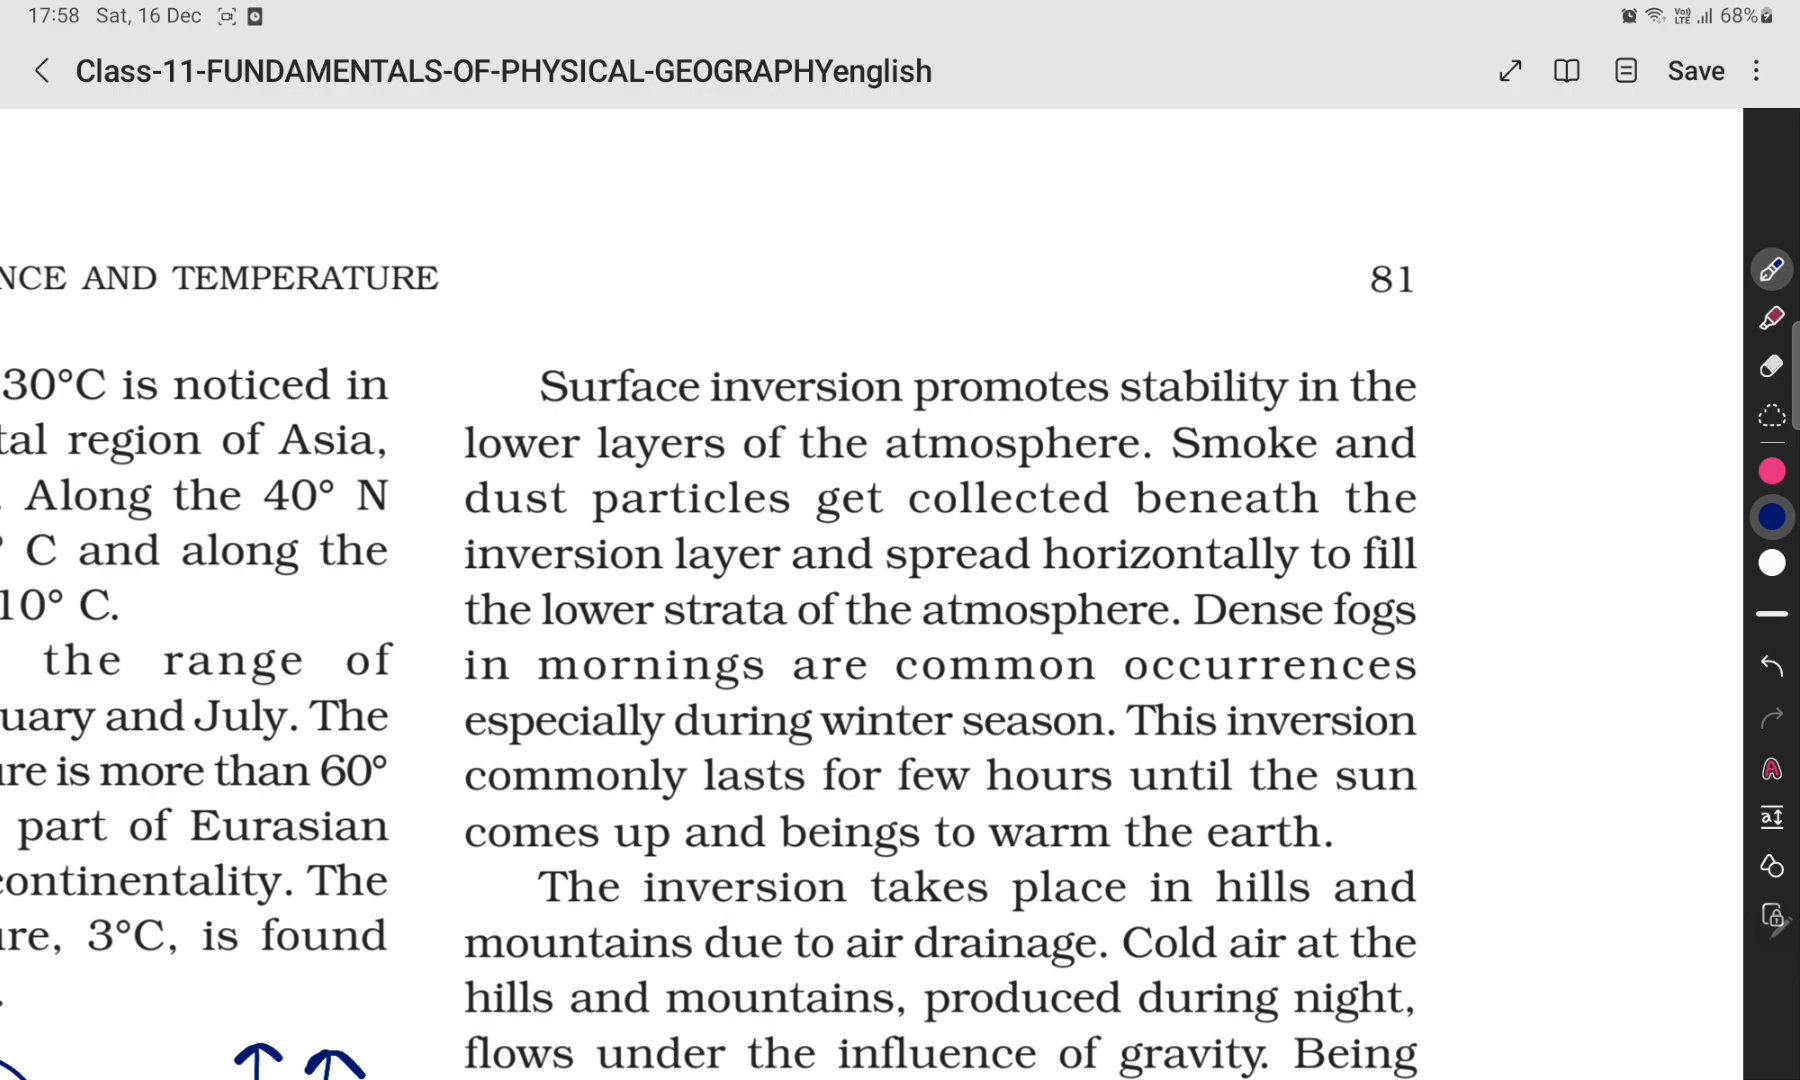 17:58 Sat, 16 Dec
68%
Class-11-FUNDAMENTALS-OF-PHYSICAL-GEOGRAPHYenglish
Save
NCE AND TEMPERATURE
81
30°C is noticed in
tal region of Asia,
. Along the 40° N
° C and along the
10° C.
the range of
uary and July. The
ure is more than 60°
part of Eurasian
continentality. The
ure, 3°C, is found
.
Surface inversion promotes stability in the
lower layers of the atmosphere. Smoke and
dust particles get collected beneath the
inversion layer and spread horizontally to fill
the lower strata of the atmosphere. Dense fogs
in mornings are common occurrences
especially during winter season. This inversion
commonly lasts for few hours until the sun
comes up and beings to warm the earth.
The inversion takes place in hills and
mountains due to air drainage. Cold air at the
hills and mountains, produced during night,
flows under the influence of gravity. Being